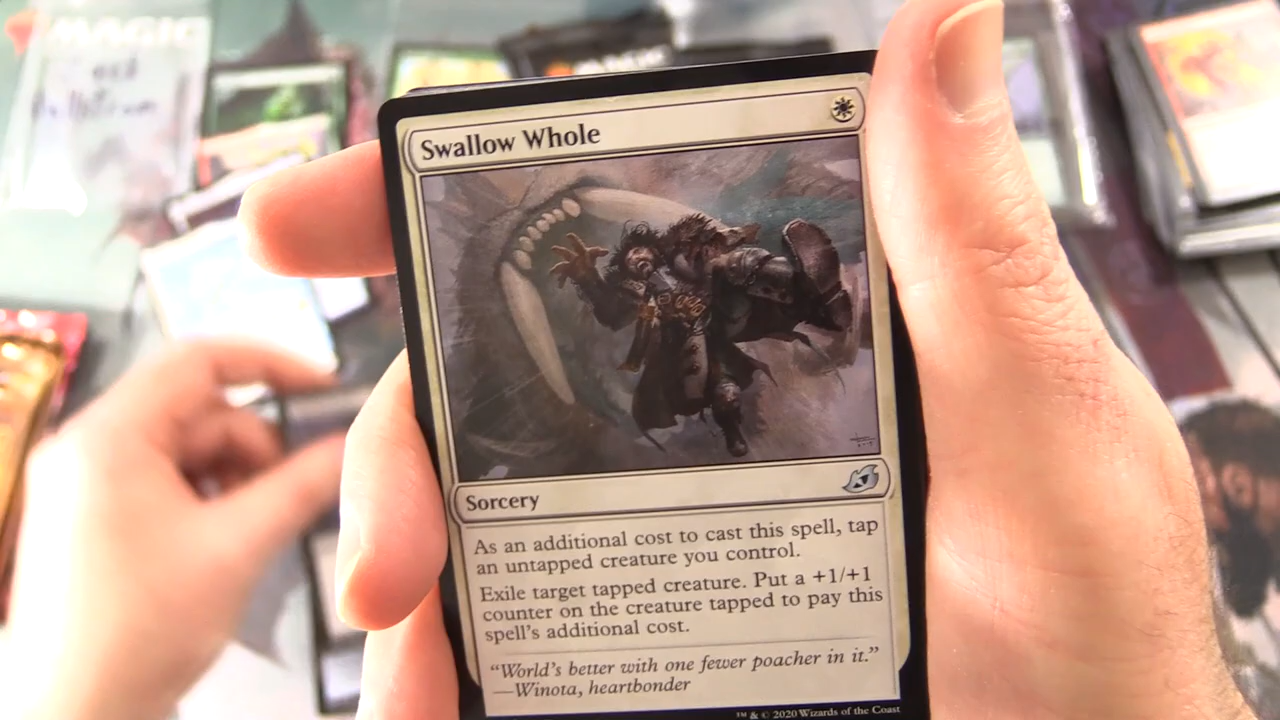 MAGIC
MAGIC
Swallow Whole
Sorcery
As an additional cost to cast this spell, tap
an untapped creature you control.
Exile target tapped creature. Put a +1/+1
counter on the creature tapped to pay this
spell's additional cost.
"World's better with one fewer poacher in it."
—Winota, heartbonder
™ & © 2020 Wizards of the Coast